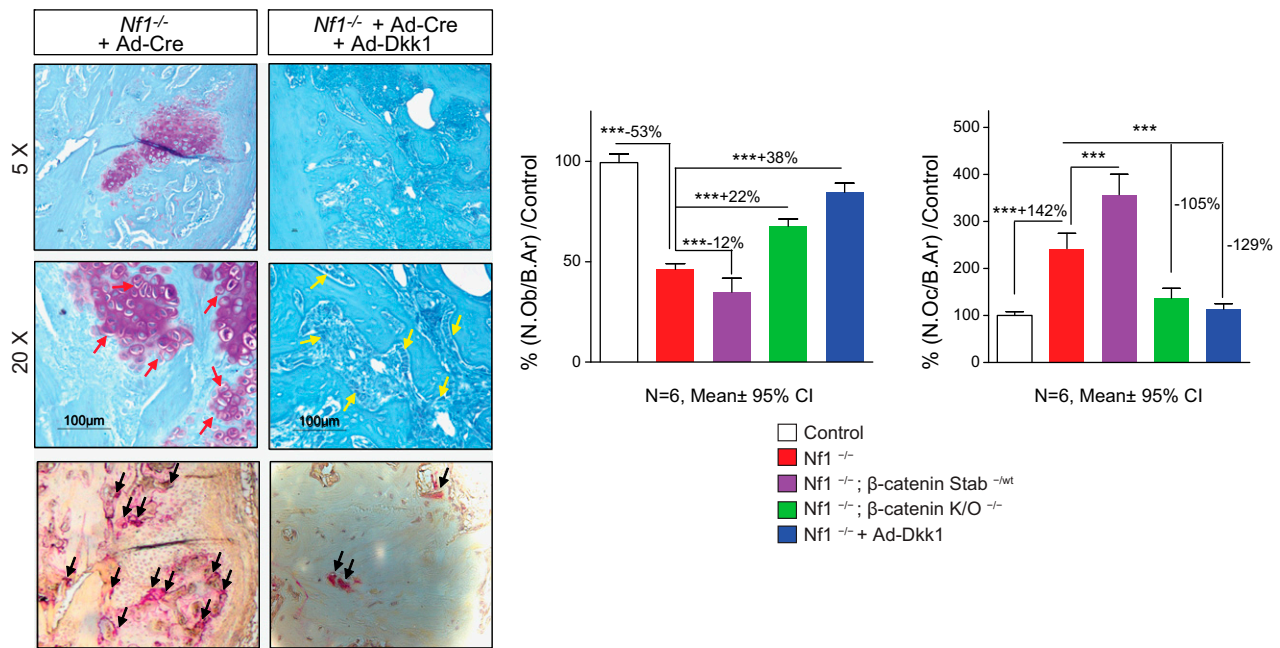 Nf1-/-
+ Ad-Cre
Nf1-/- + Ad-Cre
+ Ad-Dkk1
5 X
20 X
100µm
100µm
% (N.Ob/B.Ar) /Control
100
50
0
***-53%
***+38%
***+22%
***-12%
N=6, Mean± 95% CI
% (N.Oc/B.Ar) /Control
500
400
300
200
100
0
***
***
***+142%
-105%
-129%
N=6, Mean± 95% CI
Control
Nf1 -/-
Nf1 -/- ; β-catenin Stab -/wt
Nf1 -/- ; β-catenin K/O -/-
Nf1 -/- + Ad-Dkk1